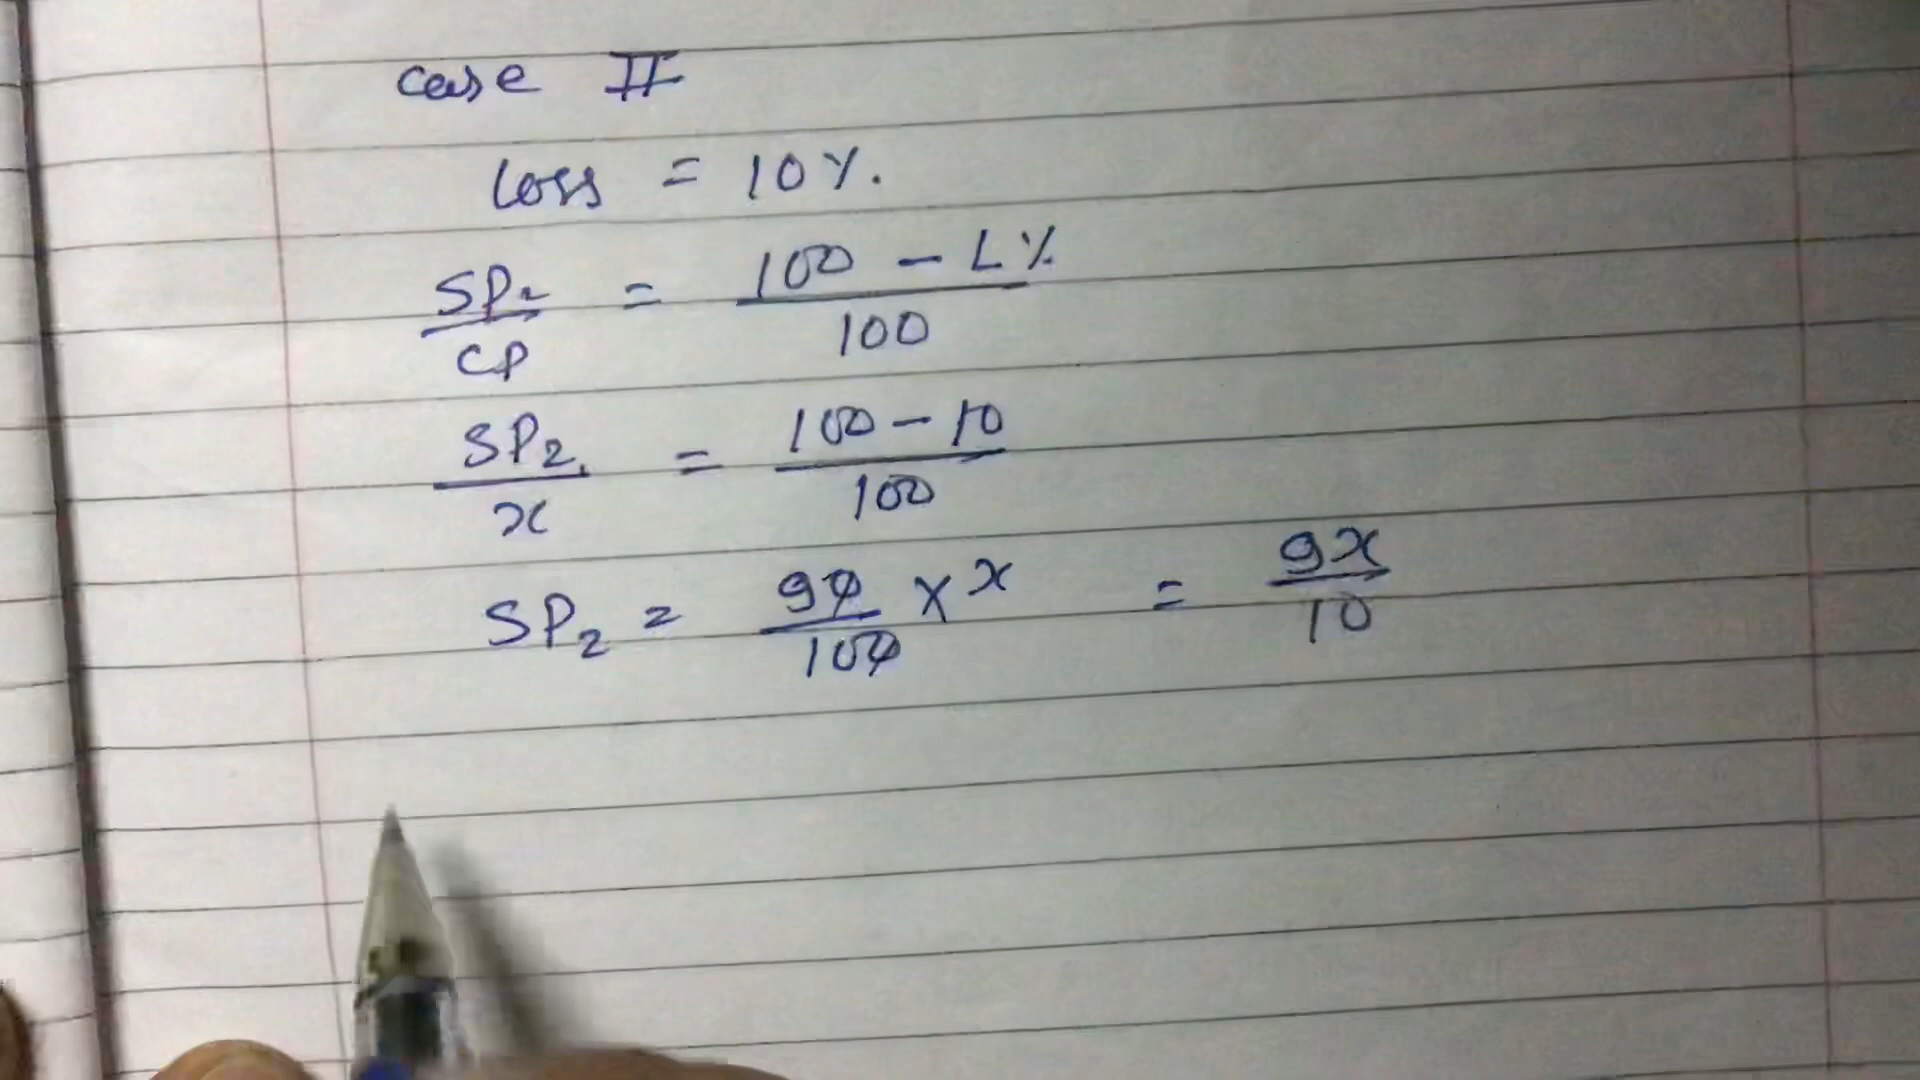 case II
loss = 10%.
SP₂/CP = 100 - L%/100
SP₂/x = 100 - 10/100
SP₂ = 90/100 × x = 9x/10